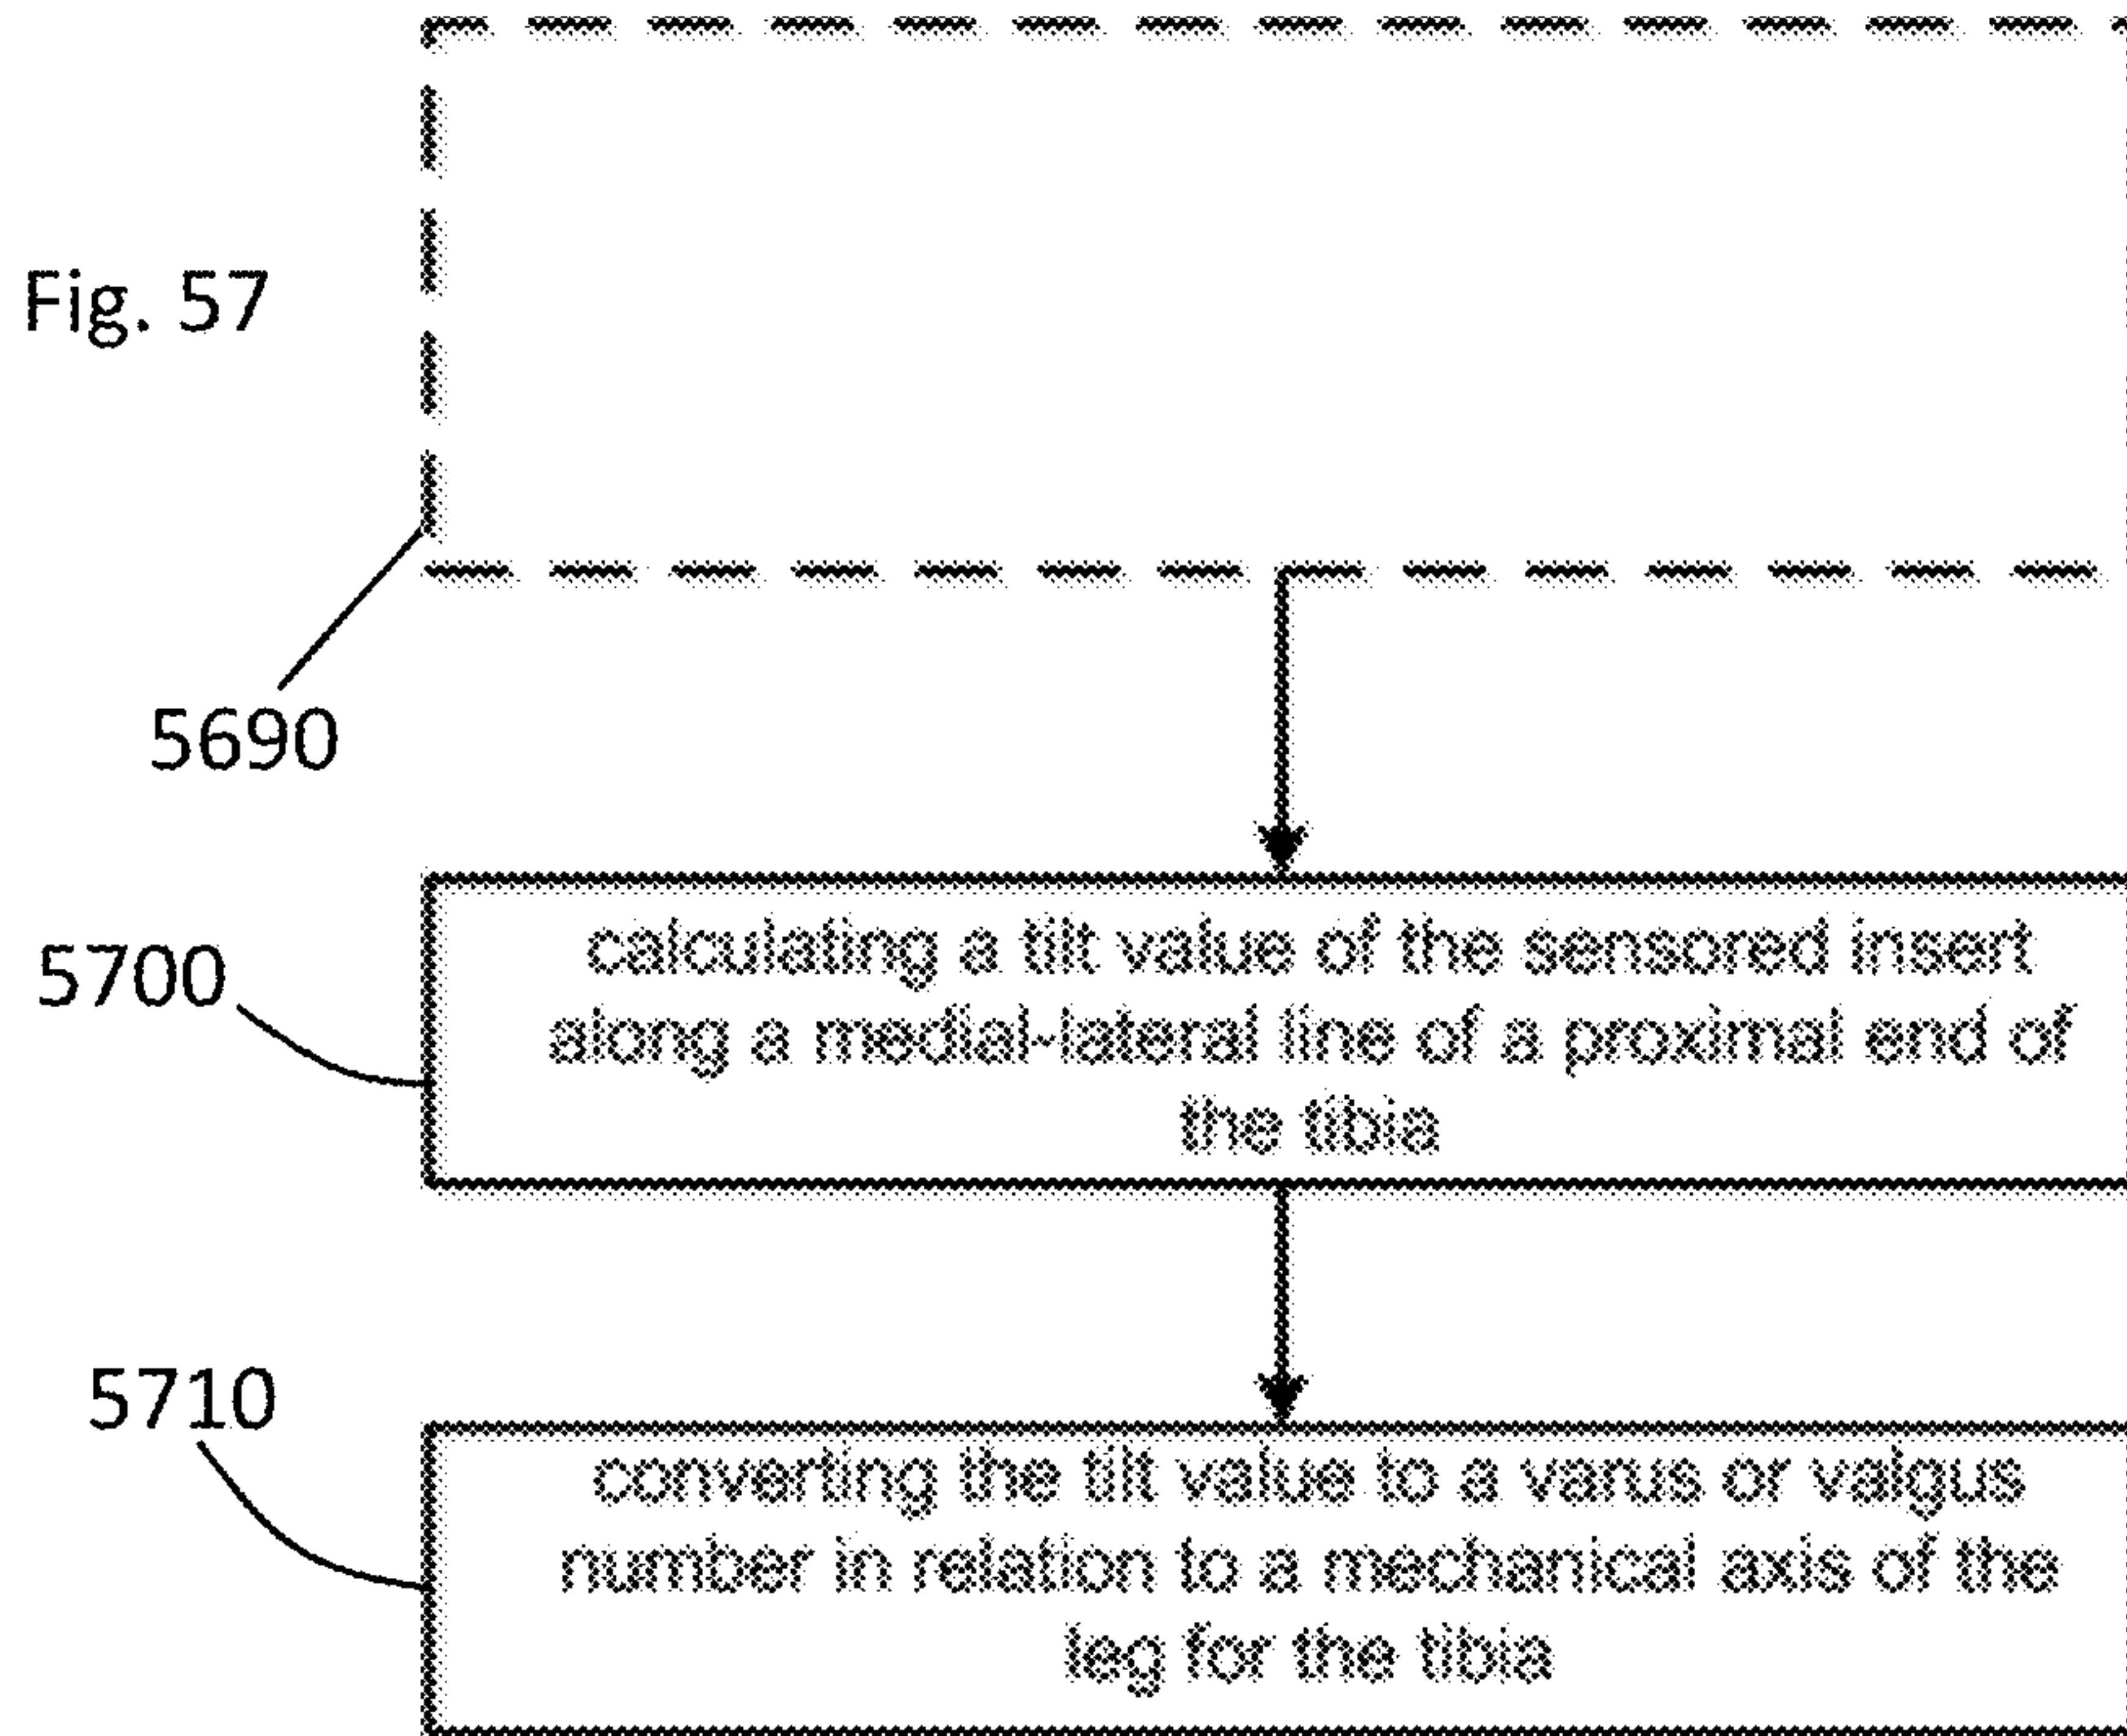 Fig. 57
5690
5700
calculating a tilt value of the sensored insert
along a medial-lateral line of a proximal end of
the tibia
5710
converting the tilt value to a varus or valgus
number in relation to a mechanical axis of the
leg for the tibia